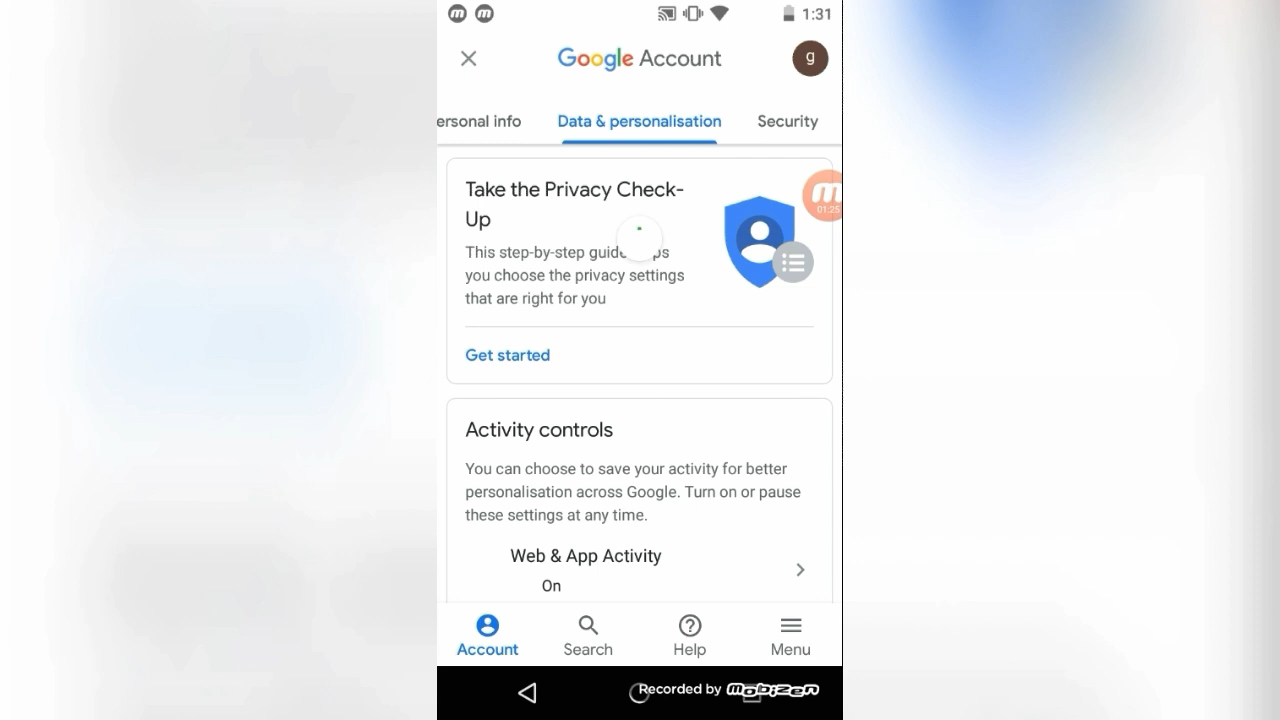 1:31
Google Account
g
ersonal info
Data & personalisation
Security
Take the Privacy Check-
Up
01:25
This step-by-step guide ps
you choose the privacy settings
that are right for you
Get started
Activity controls
You can choose to save your activity for better
personalisation across Google. Turn on or pause
these settings at any time.
Web & App Activity
On
Account
Search
Help
Menu
Recorded by mobizen